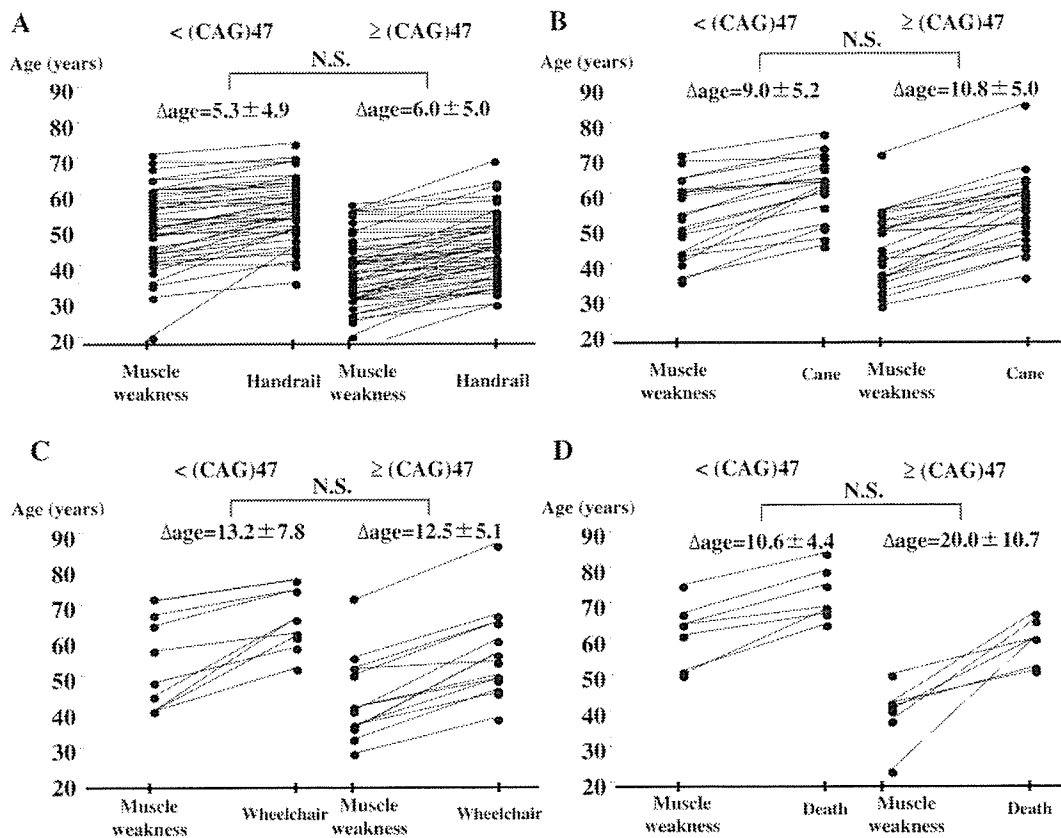 A
< (CAG)47 ≥ (CAG)47
N.S.
Age (years)
Δage=5.3±4.9 Δage=6.0±5.0
90
80
70
60
50
40
30
20
Muscle weakness Handrail Muscle weakness Handrail
B
< (CAG)47 ≥ (CAG)47
N.S.
Age (years)
Δage=9.0±5.2 Δage=10.8±5.0
90
80
70
60
50
40
30
20
Muscle weakness Cane Muscle weakness Cane
C
< (CAG)47 ≥ (CAG)47
N.S.
Age (years)
Δage=13.2±7.8 Δage=12.5±5.1
90
80
70
60
50
40
30
20
Muscle weakness Wheelchair Muscle weakness Wheelchair
D
< (CAG)47 ≥ (CAG)47
N.S.
Age (years)
Δage=10.6±4.4 Δage=20.0±10.7
90
80
70
60
50
40
30
20
Muscle weakness Death Muscle weakness Death